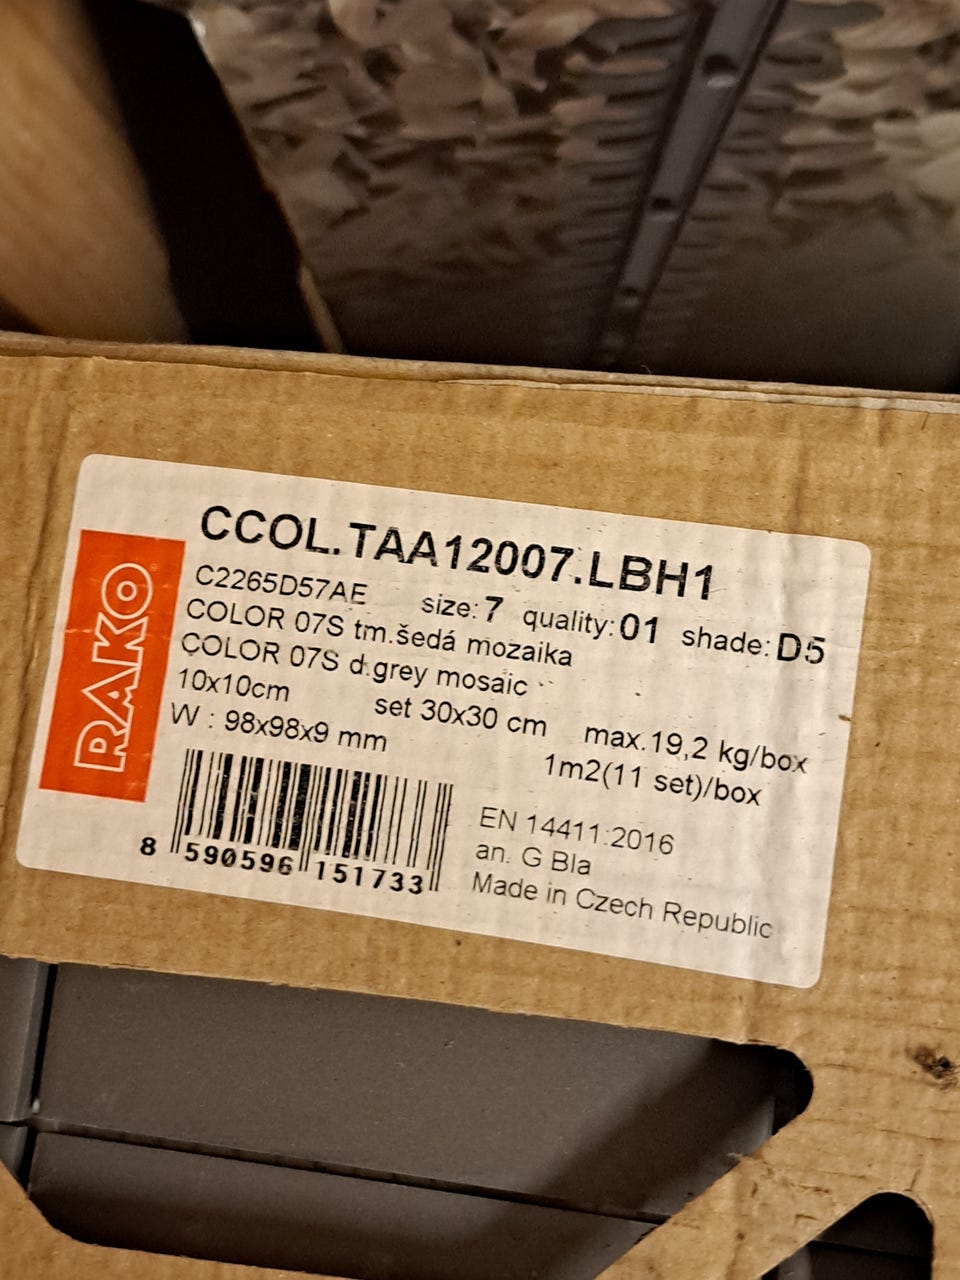 RAKO
CCOL.TAA12007.LBH1
C2265D57AE size:7 quality:01 shade:D5
COLOR 07S tm.šedá mozaika
COLOR 07S d.grey mosaic
10x10cm set 30x30 cm max.19,2 kg/box
W : 98x98x9 mm 1m2(11 set)/box
EN 14411:2016
an. G BIa
Made in Czech Republic
8 590596 151733